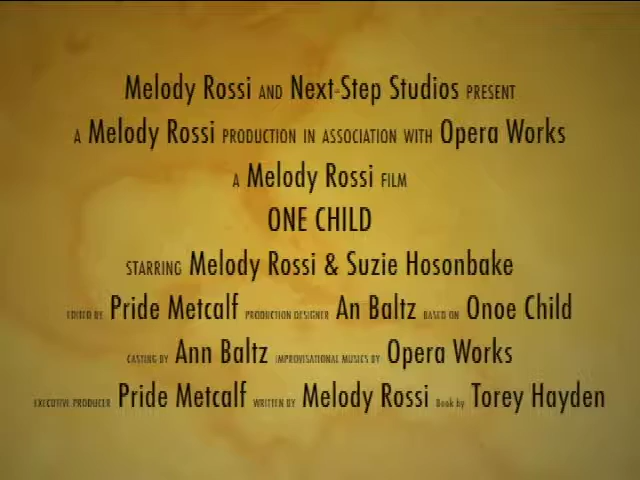 Melody Rossi AND Next-Step Studios PRESENT
A Melody Rossi PRODUCTION IN ASSOCIATION WITH Opera Works
A Melody Rossi FILM
ONE CHILD
STARRING Melody Rossi & Suzie Hosonbake
EDITED BY Pride Metcalf PRODUCTION DESIGNER An Baltz BASED ON Onoe Child
CASTING BY Ann Baltz IMPROVISATIONAL MUSICS BY Opera Works
EXECUTIVE PRODUCER Pride Metcalf WRITTEN BY Melody Rossi Book by Torey Hayden